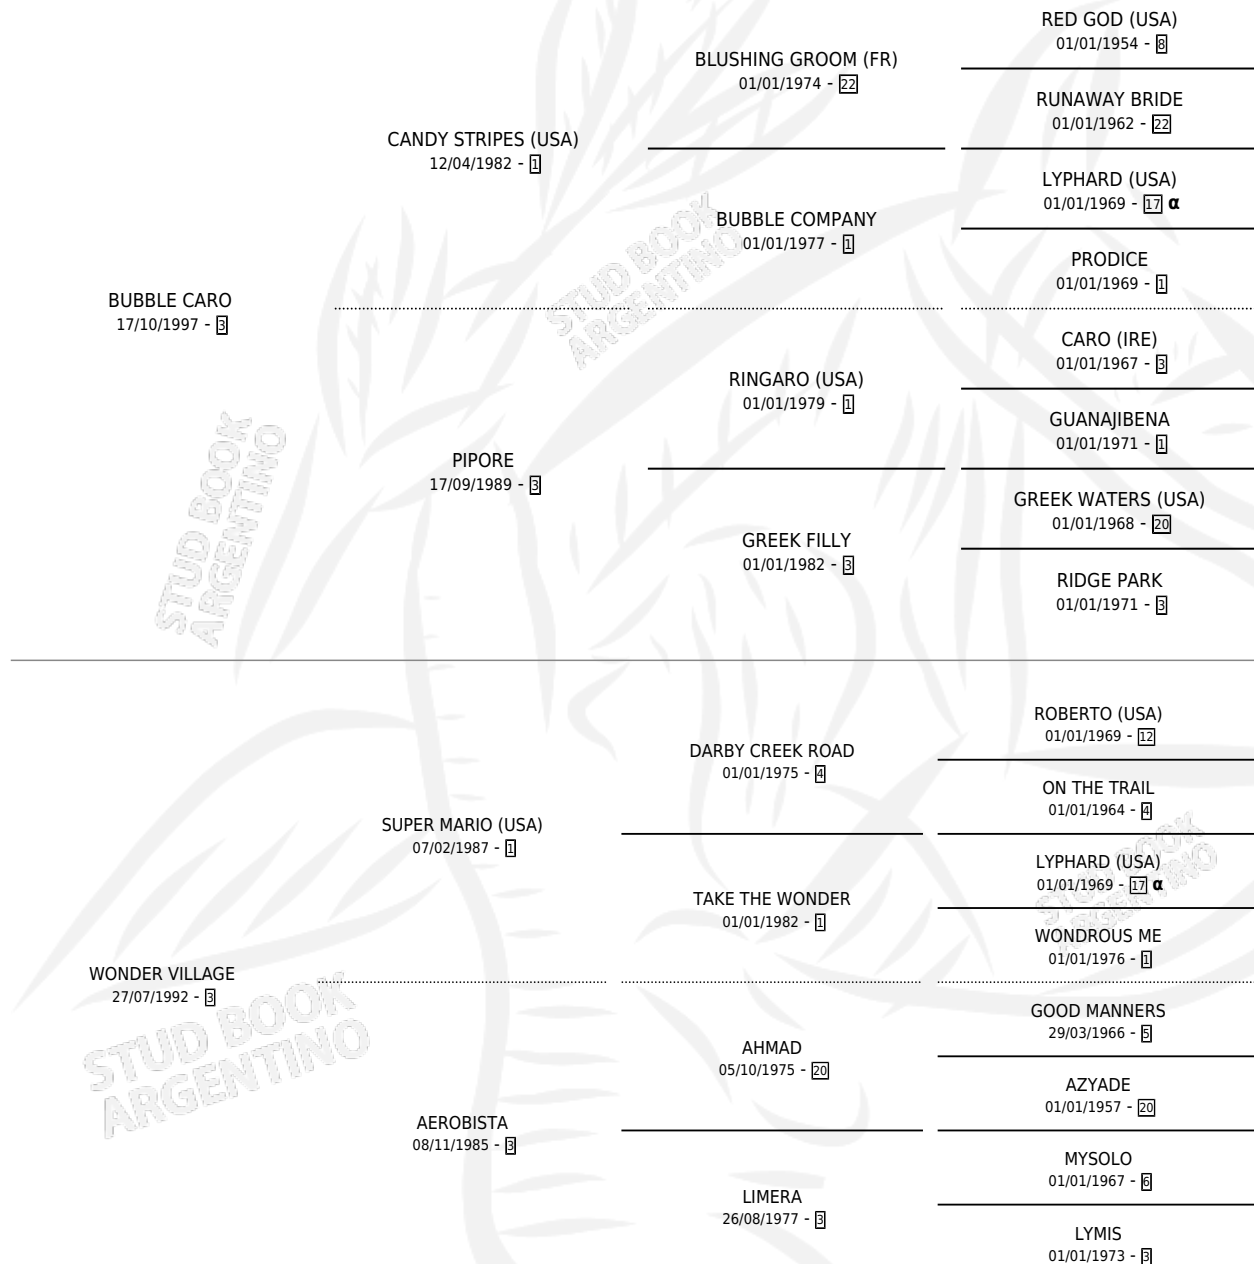 RED GOD (USA)
01/01/1954 - 8
BLUSHING GROOM (FR)
01/01/1974 - 22
RUNAWAY BRIDE
01/01/1962 - 22
CANDY STRIPES (USA)
12/04/1982 - 1
LYPHARD (USA)
01/01/1969 - 17 α
BUBBLE COMPANY
01/01/1977 - 1
PRODICE
01/01/1969 - 1
BUBBLE CARO
17/10/1997 - 3
CARO (IRE)
01/01/1967 - 3
RINGARO (USA)
01/01/1979 - 1
GUANAJIBENA
01/01/1971 - 1
PIPORE
17/09/1989 - 3
GREEK WATERS (USA)
01/01/1968 - 20
GREEK FILLY
01/01/1982 - 3
RIDGE PARK
01/01/1971 - 3
STUD BOOK
ARGENTINO
STUD BOOK
ARGENTINO
ROBERTO (USA)
01/01/1969 - 12
DARBY CREEK ROAD
01/01/1975 - 4
ON THE TRAIL
01/01/1964 - 4
SUPER MARIO (USA)
07/02/1987 - 1
LYPHARD (USA)
01/01/1969 - 17 α
TAKE THE WONDER
01/01/1982 - 1
WONDROUS ME
01/01/1976 - 1
WONDER VILLAGE
27/07/1992 - 3
GOOD MANNERS
29/03/1966 - 5
AHMAD
05/10/1975 - 20
AZYADE
01/01/1957 - 20
AEROBISTA
08/11/1985 - 3
MYSOLO
01/01/1967 - 6
LIMERA
26/08/1977 - 3
LYMIS
01/01/1973 - 3
STUD BOOK
ARGENTINO
STUD BOOK
ARGENTINO